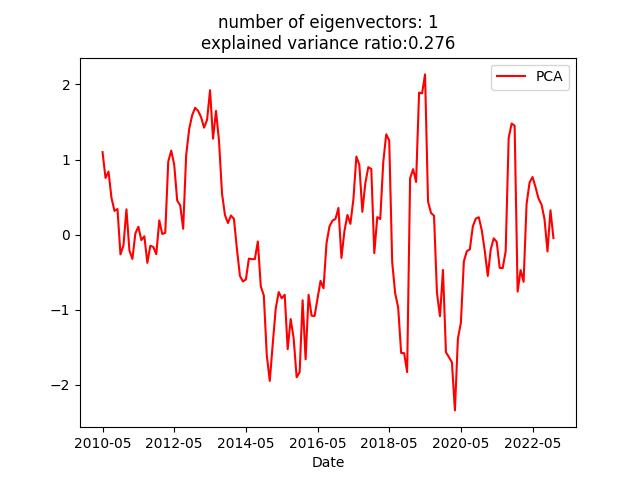 number of eigenvectors: 1
explained variance ratio:0.276
PCA
2
1
0
−1
−2
2010-05 2012-05 2014-05 2016-05 2018-05 2020-05 2022-05
Date